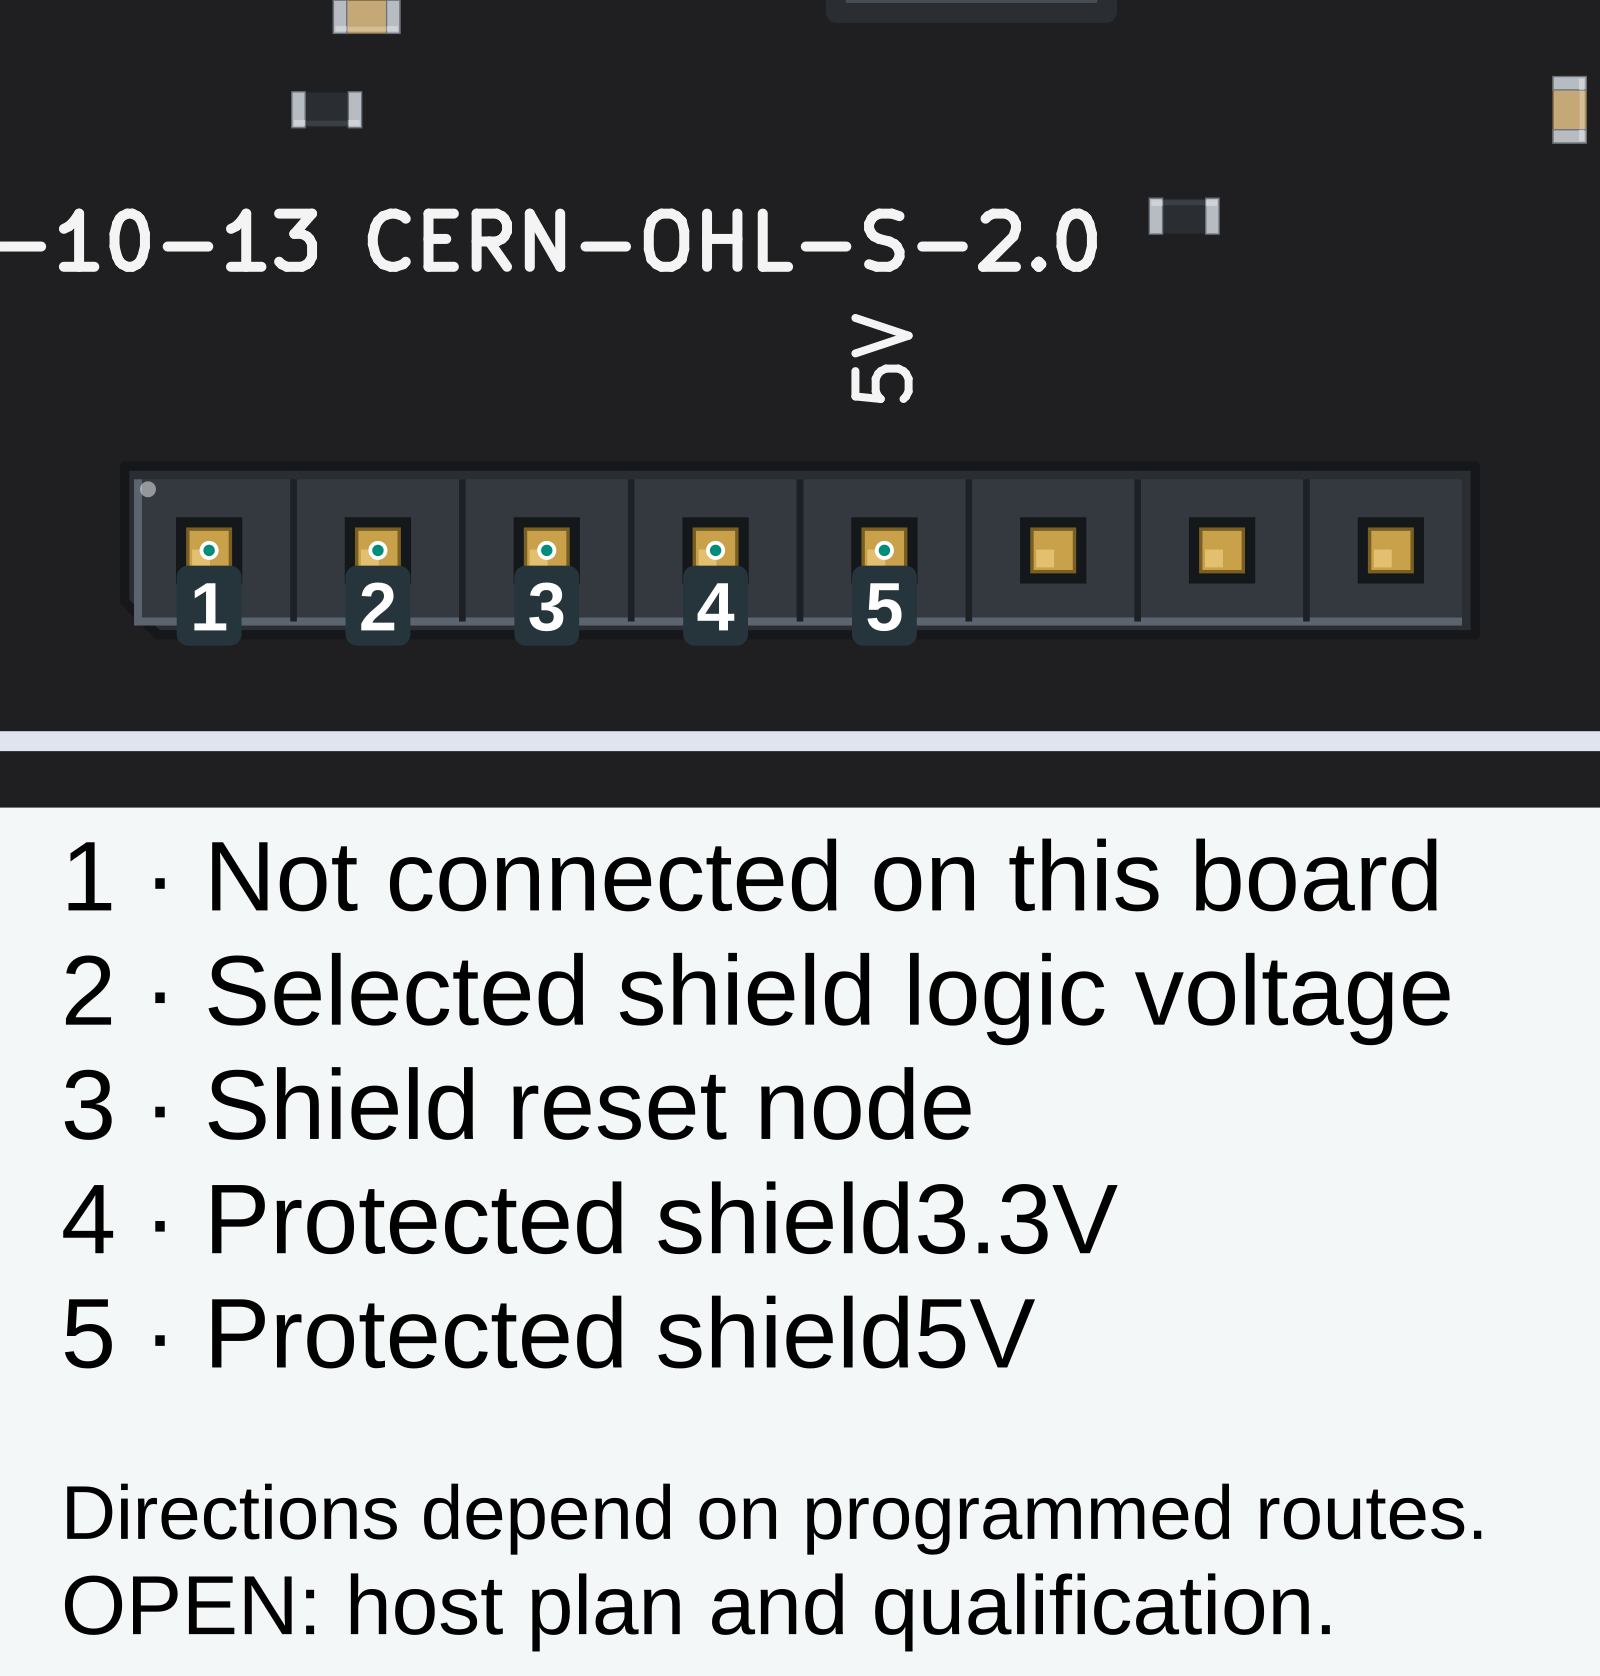 -10-13 CERN-OHL-S-2.0
5V
1 2 3 4 5
1 · Not connected on this board
2 · Selected shield logic voltage
3 · Shield reset node
4 · Protected shield3.3V
5 · Protected shield5V
Directions depend on programmed routes.
OPEN: host plan and qualification.